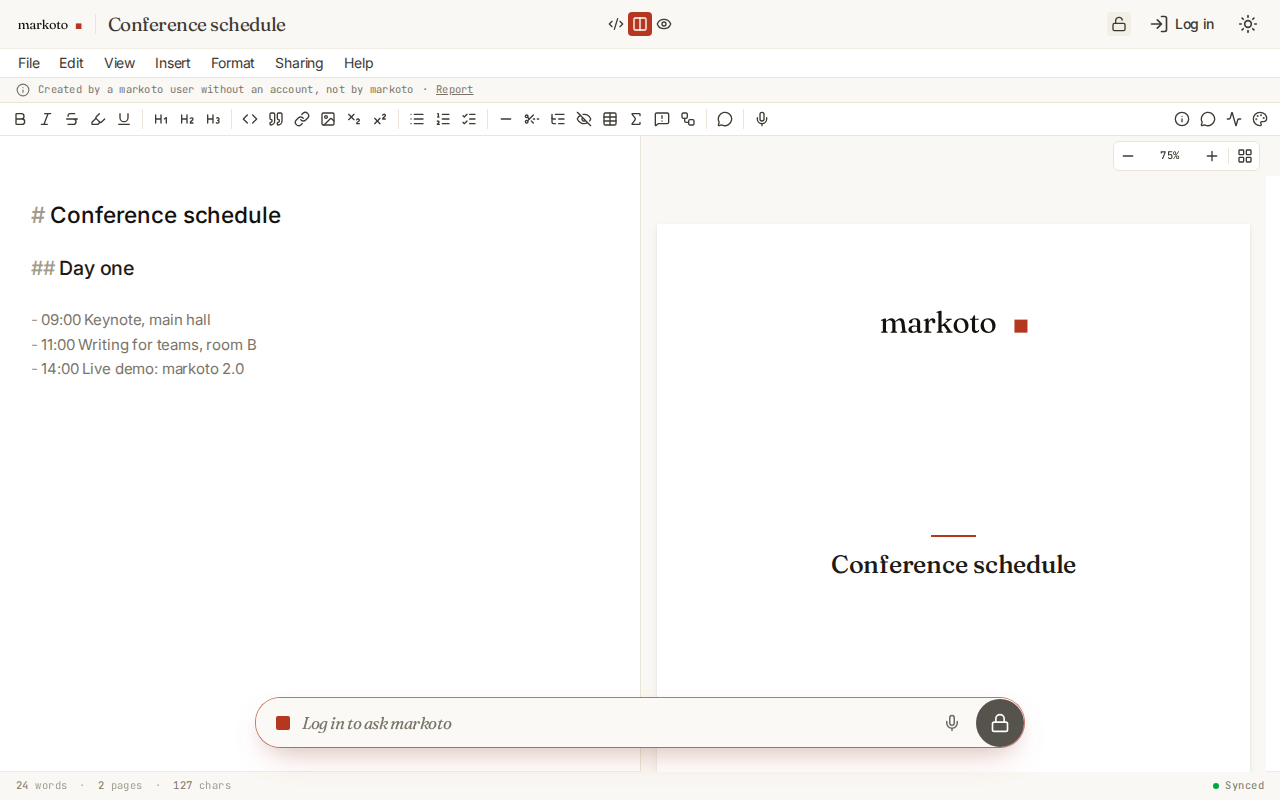 markoto
Conference schedule
Log in
File Edit View Insert Format Sharing Help
Created by a markoto user without an account, not by markoto · Report
H1 H2 H3
75%
# Conference schedule
## Day one
- 09:00 Keynote, main hall
- 11:00 Writing for teams, room B
- 14:00 Live demo: markoto 2.0
markoto
Conference schedule
Log in to ask markoto
24 words · 2 pages · 127 chars
Synced